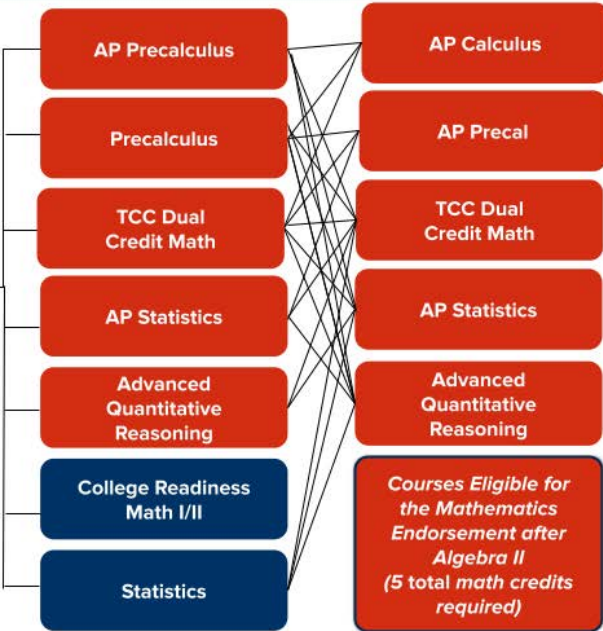 AP Precalculus
Precalculus
TCC Dual
Credit Math
AP Statistics
Advanced
Quantitative
Reasoning
College Readiness
Math I/II
Statistics
AP Calculus
AP Precal
TCC Dual
Credit Math
AP Statistics
Advanced
Quantitative
Reasoning
Courses Eligible for
the Mathematics
Endorsement after
Algebra II
(5 total math credits
required)